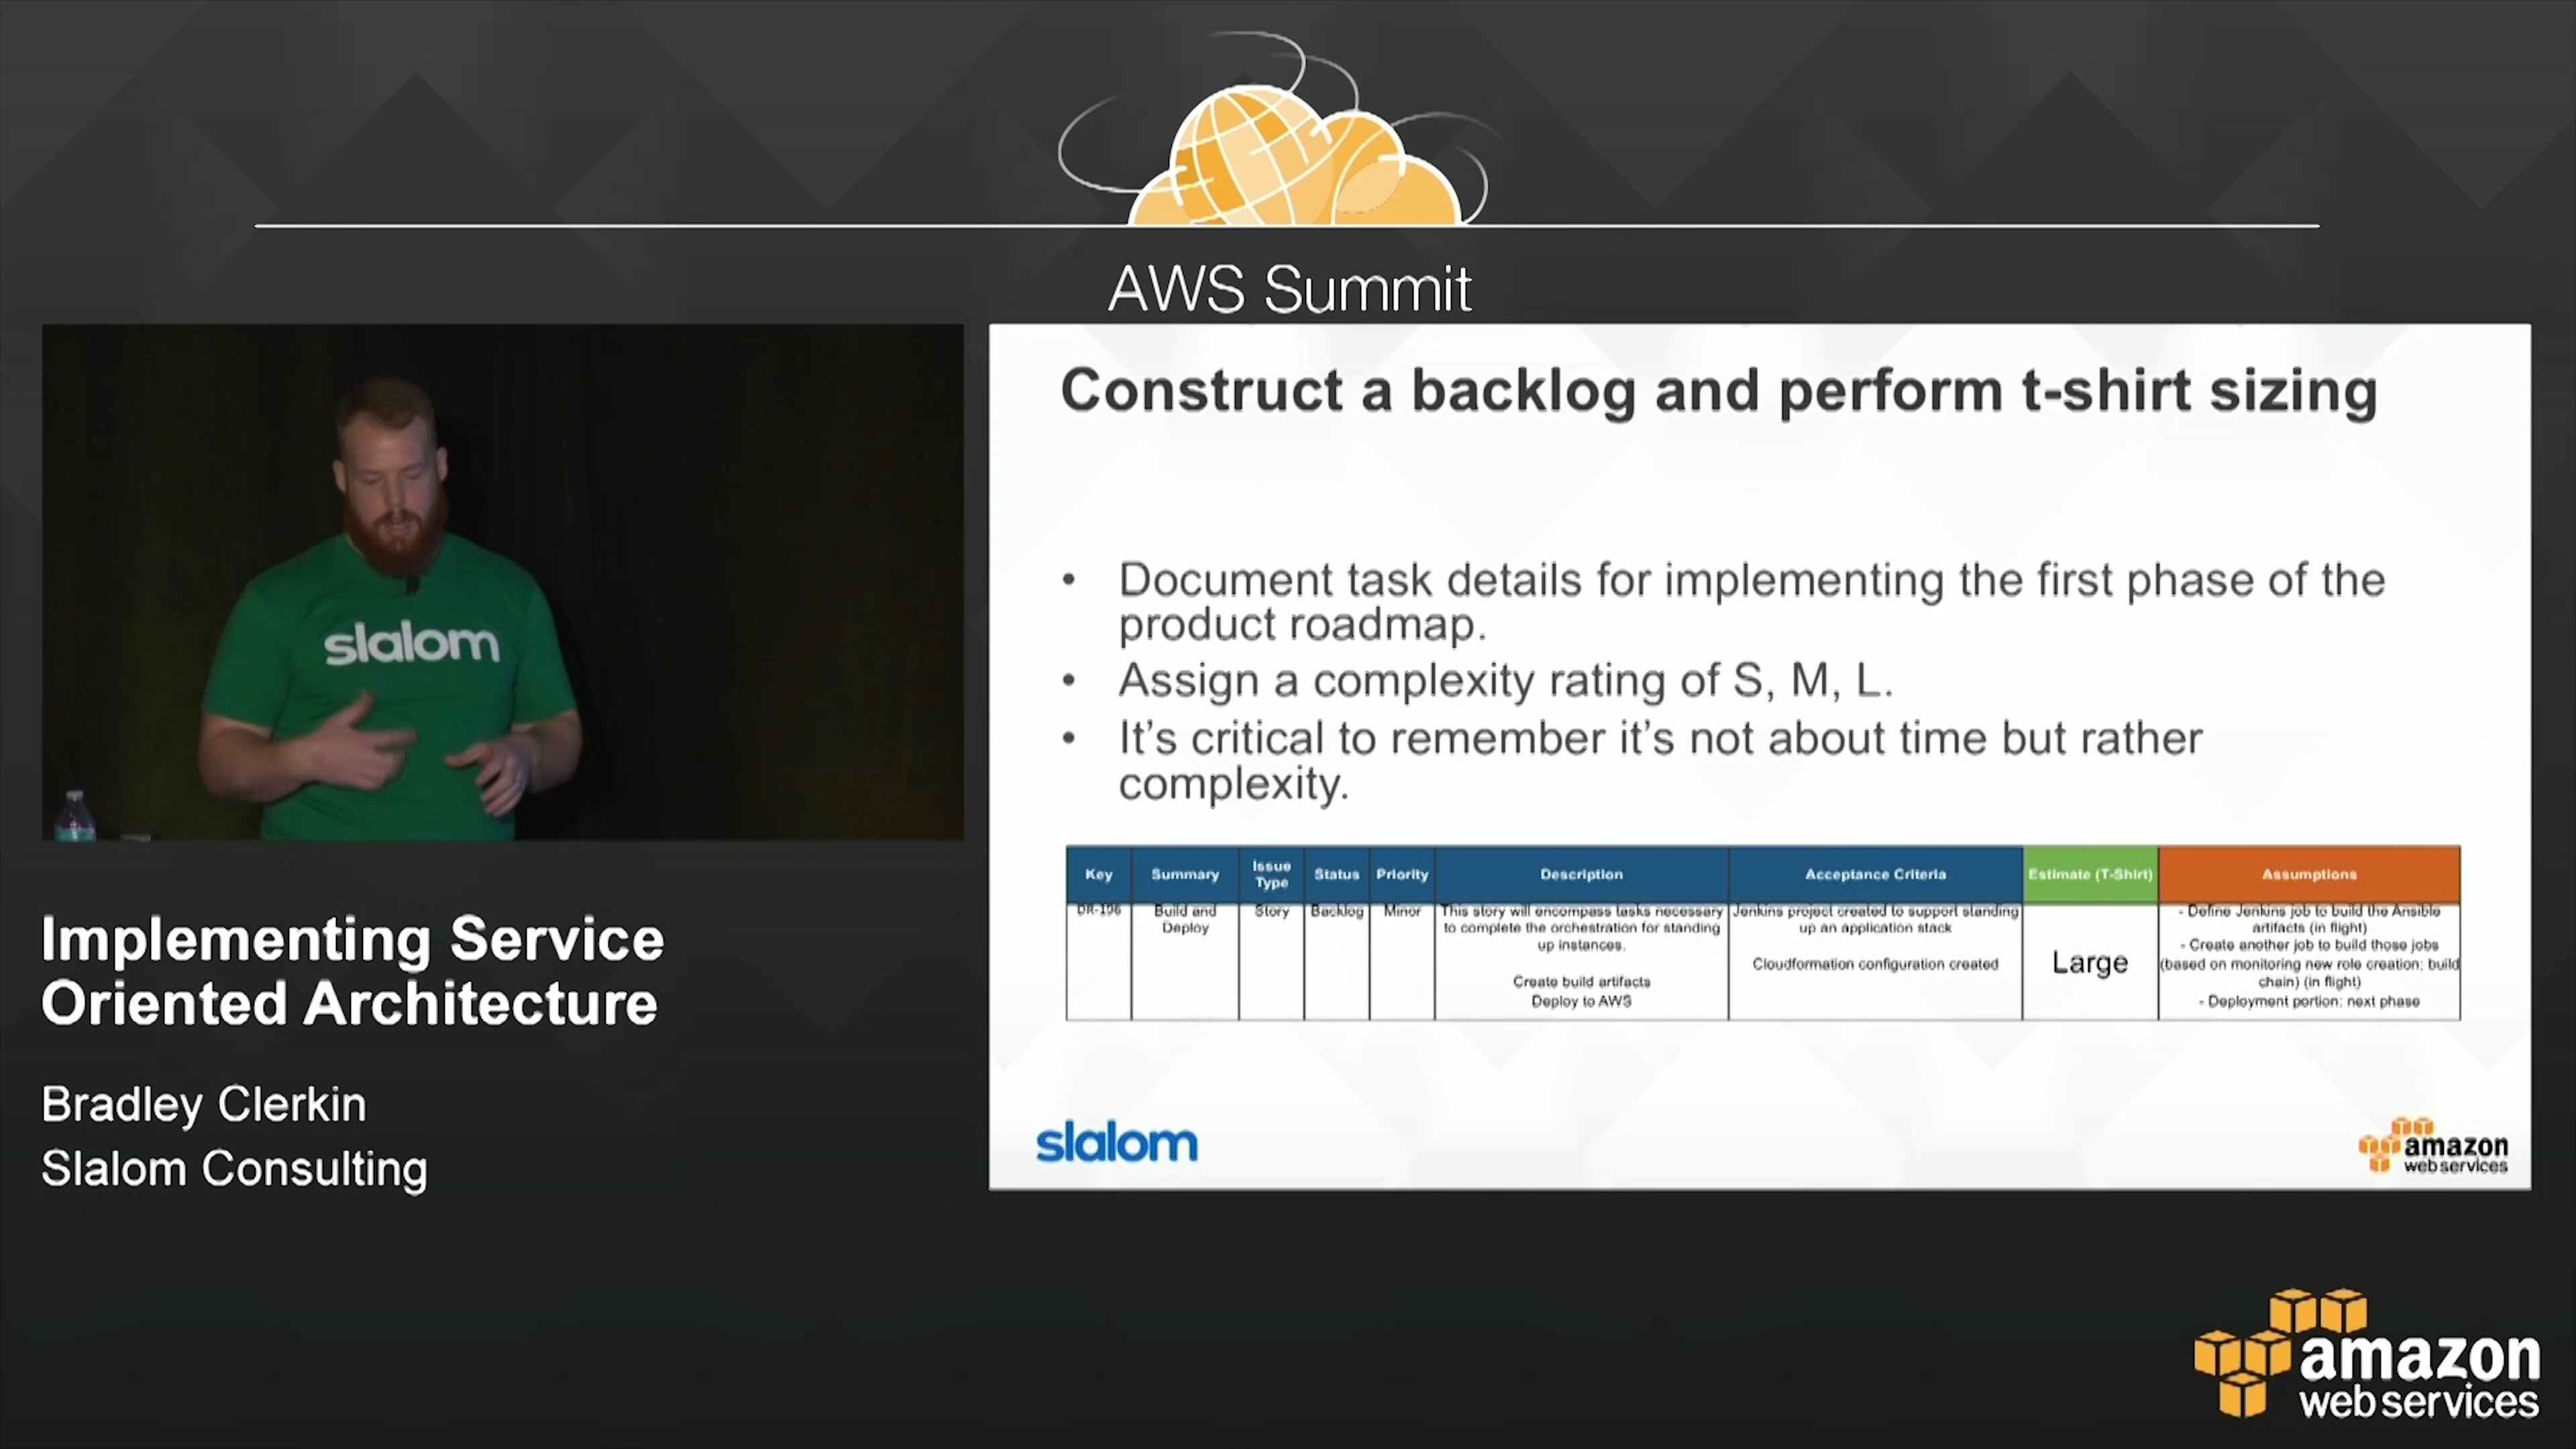 AWS Summit
slalom
Implementing Service
Oriented Architecture
Bradley Clerkin
Slalom Consulting
Construct a backlog and perform t-shirt sizing
• Document task details for implementing the first phase of the
product roadmap.
• Assign a complexity rating of S, M, L.
• It's critical to remember it's not about time but rather
complexity.
Key Summary Issue Type Status Priority Description Acceptance Criteria Estimate (T-Shirt) Assumptions
DR-196
Build and
Deploy
Story
Backlog
Minor
This story will encompass tasks necessary
to complete the orchestration for standing
up instances.
Create build artifacts
Deploy to AWS
Jenkins project created to support standing
up an application stack
Cloudformation configuration created
Large
- Define Jenkins job to build the Ansible
artifacts (in flight)
- Create another job to build those jobs
(based on monitoring new role creation: build
chain) (in flight)
- Deployment portion: next phase
slalom
amazon
web services
amazon
web services